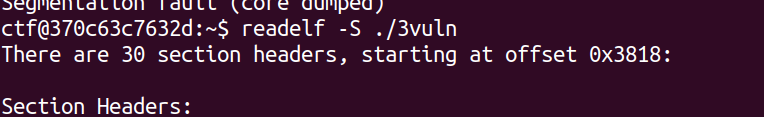 Segmentation fault (core dumped)
ctf@370c63c7632d:~$ readelf -S ./3vuln
There are 30 section headers, starting at offset 0x3818:
Section Headers: